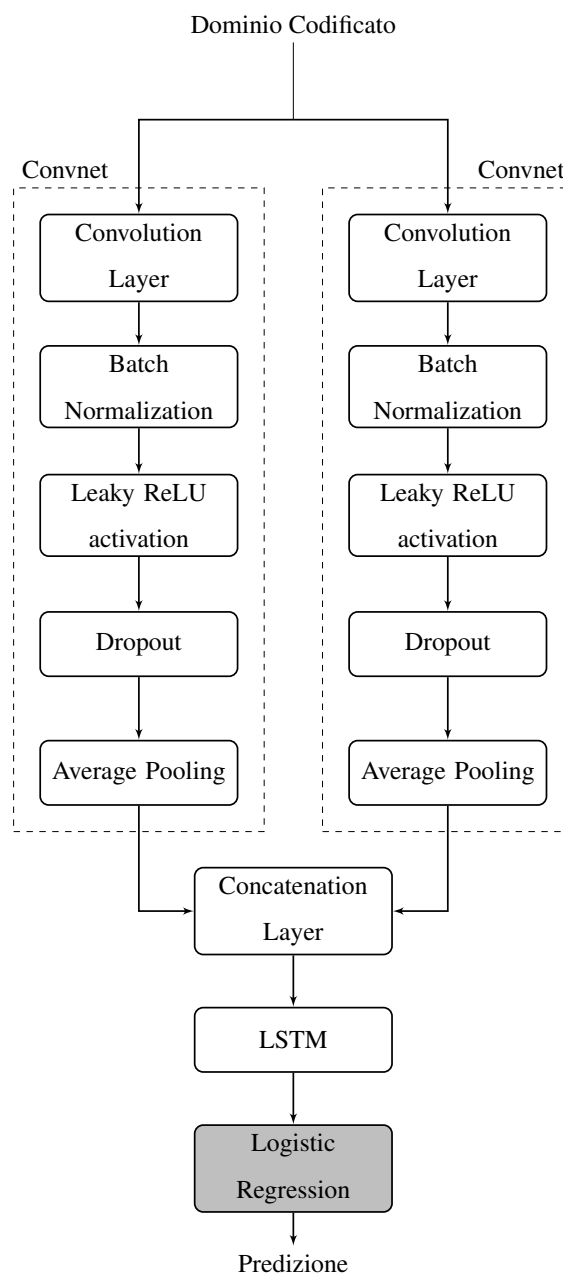 Dominio Codificato
Convnet
Convolution
Layer
Batch
Normalization
Leaky ReLU
activation
Dropout
Average Pooling
Convnet
Convolution
Layer
Batch
Normalization
Leaky ReLU
activation
Dropout
Average Pooling
Concatenation
Layer
LSTM
Logistic
Regression
Predizione